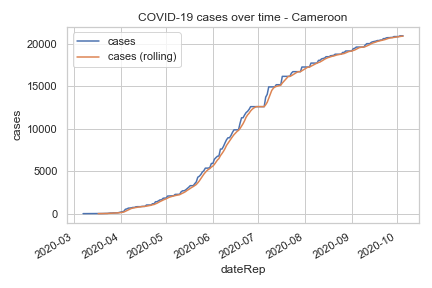 COVID-19 cases over time - Cameroon
cases
cases (rolling)
20000
15000
10000
5000
0
cases
2020-03
2020-04
2020-05
2020-06
2020-07
2020-08
2020-09
2020-10
dateRep